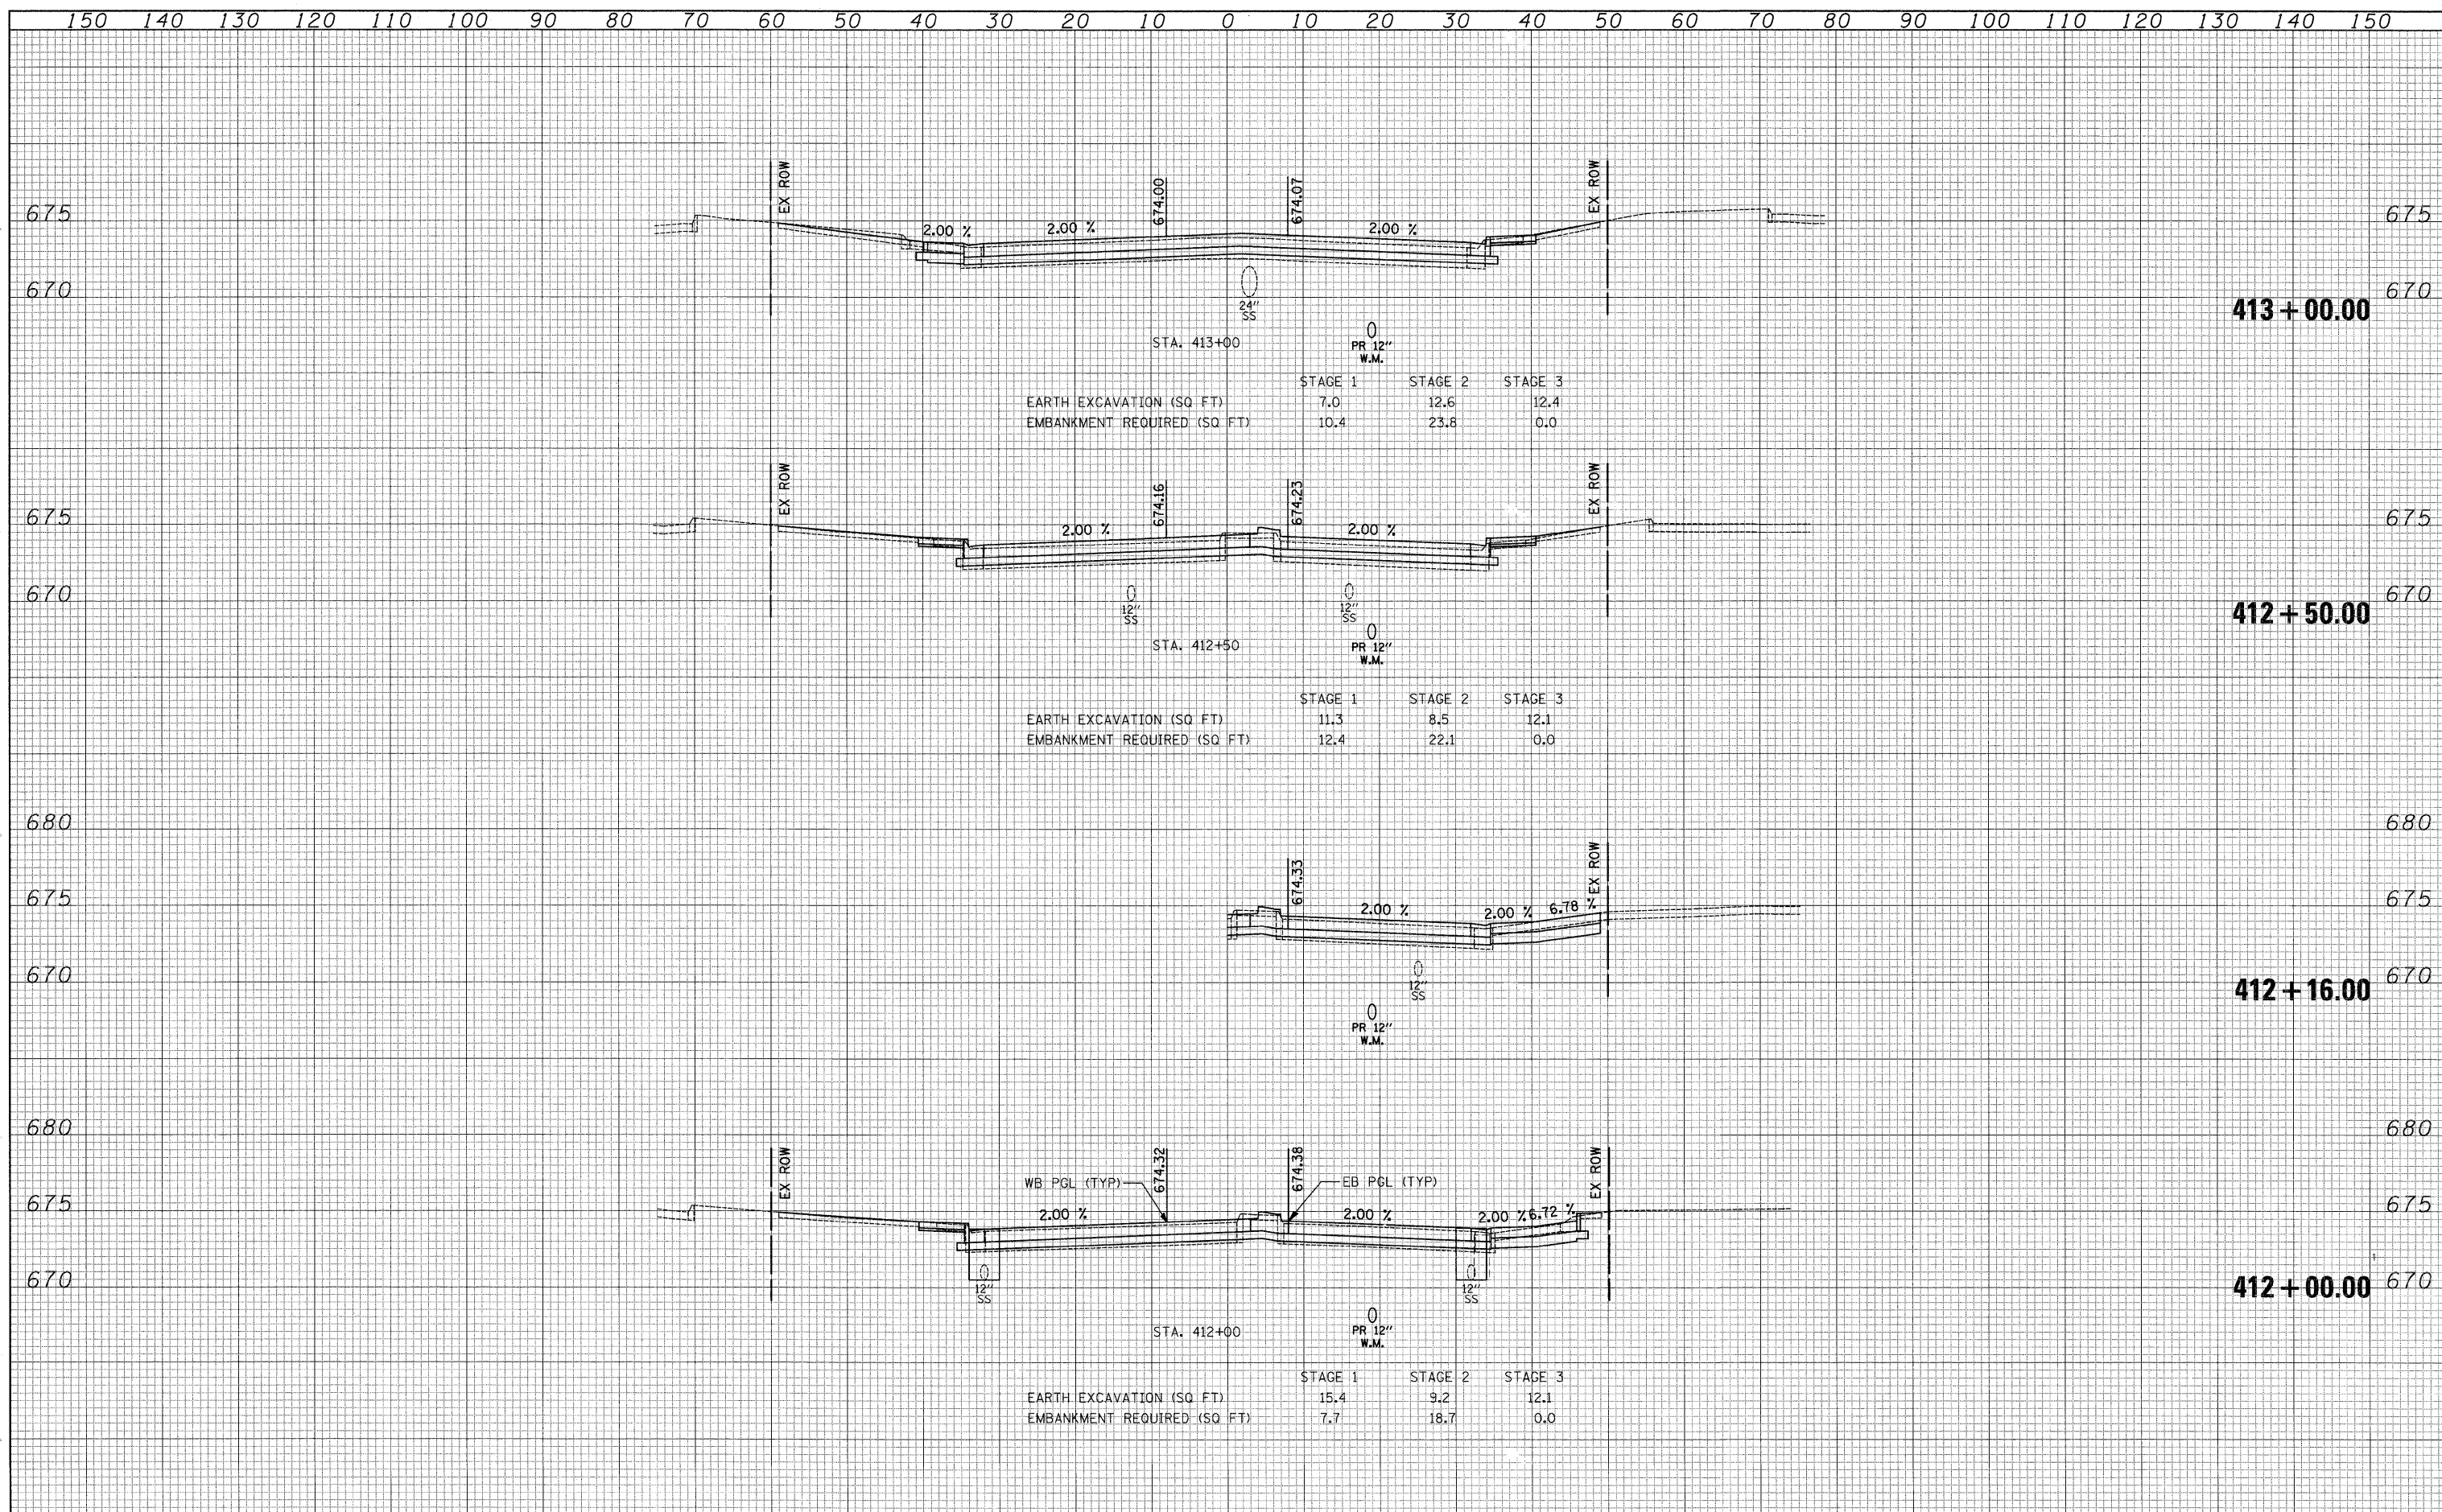 150 140 130 120 110 100 90 80 70 60 50 40 30 20 10 0 10 20 30 40 50 60 70 80 90 100 110 120 130 140 150
EX ROW
674.00
674.07
EX ROW
675
2.00 %
2.00 %
2.00 %
675
670
24"
SS
670
413+00.00
STA. 413+00
PR 12"
W.M.
STAGE 1 STAGE 2 STAGE 3
EARTH EXCAVATION (SQ FT) 7.0 12.6 12.4
EMBANKMENT REQUIRED (SQ FT) 10.4 23.8 0.0
EX ROW
674.16
674.23
EX ROW
675
2.00 %
2.00 %
675
670
12"
SS
12"
SS
670
412+50.00
STA. 412+50
PR 12"
W.M.
STAGE 1 STAGE 2 STAGE 3
EARTH EXCAVATION (SQ FT) 11.3 8.5 12.1
EMBANKMENT REQUIRED (SQ FT) 12.4 22.1 0.0
680
680
674.33
EX ROW
675
2.00 %
2.00 %
6.78 %
675
670
12"
SS
670
412+16.00
PR 12"
W.M.
680
680
EX ROW
WB PGL (TYP)
674.32
674.38
EB PGL (TYP)
EX ROW
675
2.00 %
2.00 %
2.00 %
6.72 %
675
670
12"
SS
12"
SS
670
412+00.00
STA. 412+00
PR 12"
W.M.
STAGE 1 STAGE 2 STAGE 3
EARTH EXCAVATION (SQ FT) 15.4 9.2 12.1
EMBANKMENT REQUIRED (SQ FT) 7.7 18.7 0.0